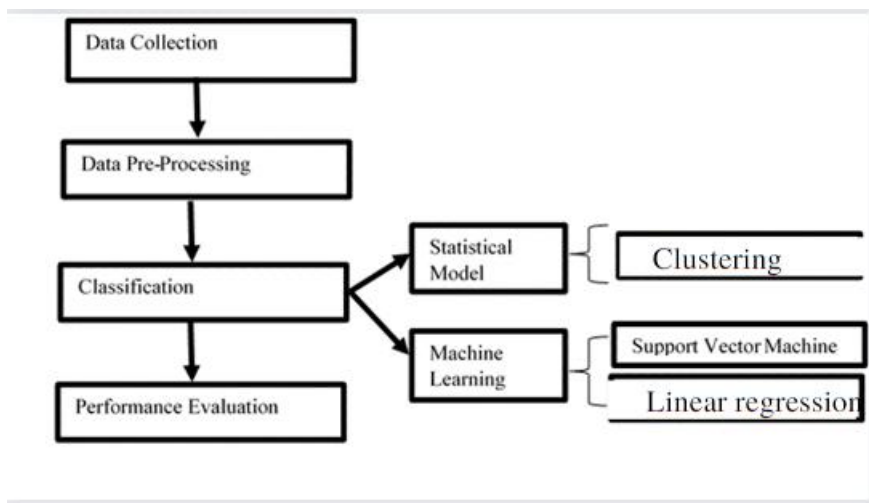 Data Collection
Data Pre-Processing
Classification
Performance Evaluation
Statistical
Model
Clustering
Machine
Learning
Support Vector Machine
Linear regression